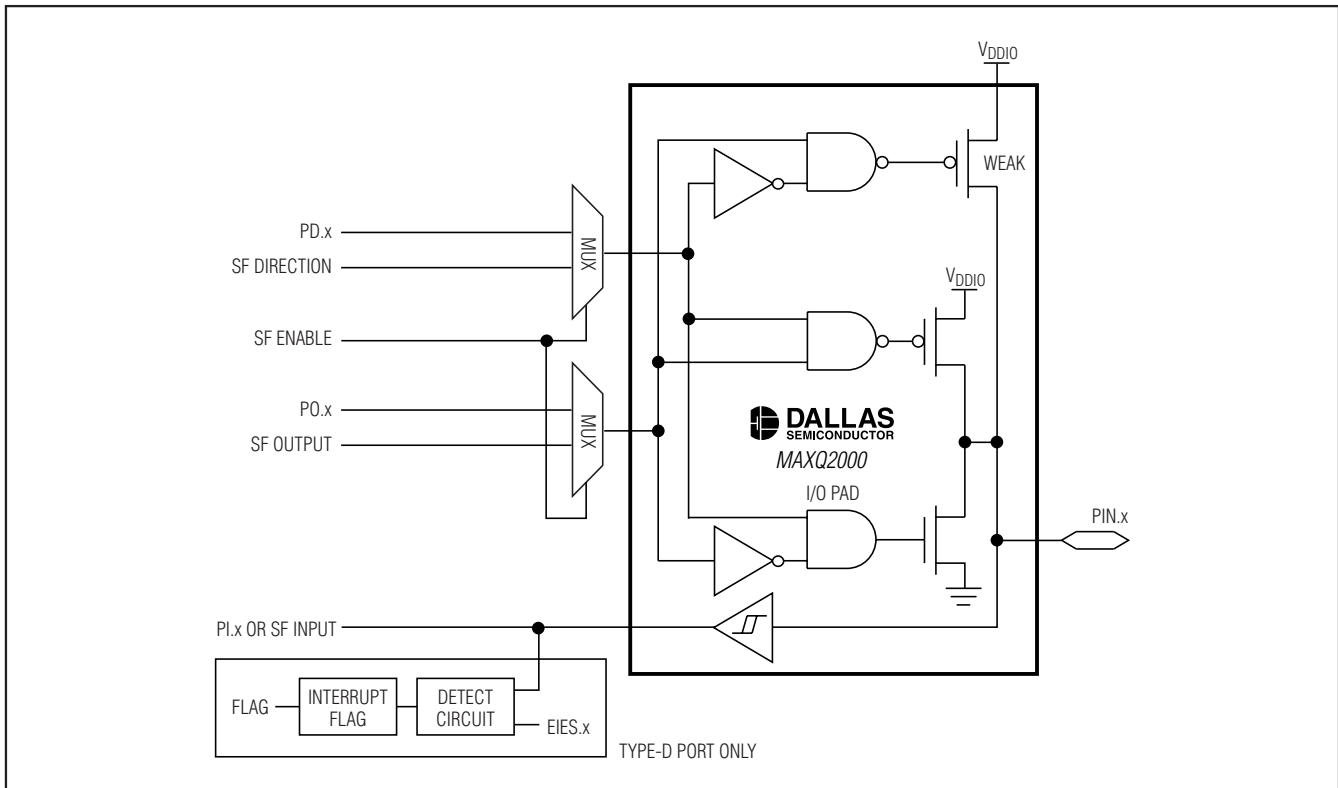 VDDIO
WEAK
PD.x
SF DIRECTION
MUX
SF ENABLE
VDDIO
PO.x
SF OUTPUT
MUX
DALLAS
SEMICONDUCTOR
MAXQ2000
I/O PAD
PIN.x
PI.x OR SF INPUT
FLAG
INTERRUPT
FLAG
DETECT
CIRCUIT
EIES.x
TYPE-D PORT ONLY